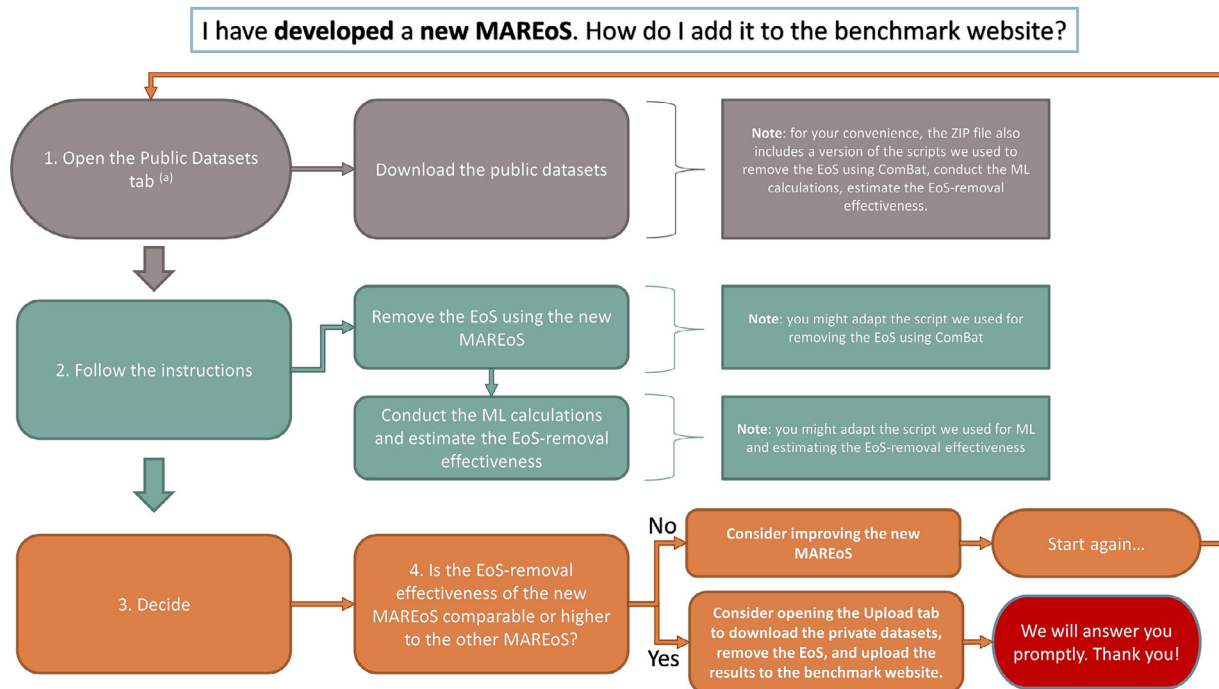 I have developed a new MAREoS. How do I add it to the benchmark website?
1. Open the Public Datasets
tab (a)
Download the public datasets
Note: for your convenience, the ZIP file also
includes a version of the scripts we used to
remove the EoS using ComBat, conduct the ML
calculations, estimate the EoS-removal
effectiveness.
2. Follow the instructions
Remove the EoS using the new
MAREoS
Note: you might adapt the script we used for
removing the EoS using ComBat
Conduct the ML calculations
and estimate the EoS-removal
effectiveness
Note: you might adapt the script we used for ML
and estimating the EoS-removal effectiveness
3. Decide
4. Is the EoS-removal
effectiveness of the new
MAREoS comparable or higher
to the other MAREoS?
No
Consider improving the new
MAREoS
Start again...
Yes
Consider opening the Upload tab
to download the private datasets,
remove the EoS, and upload the
results to the benchmark website.
We will answer you
promptly. Thank you!